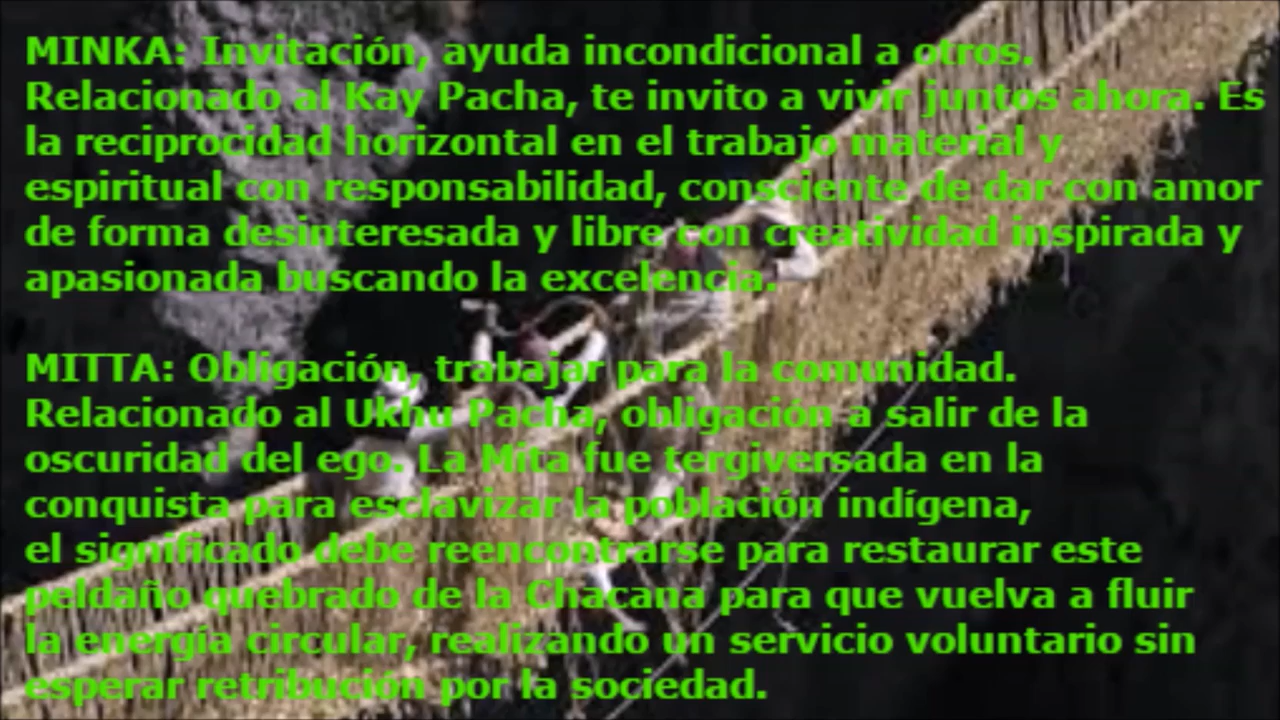 MINKA: Invitación, ayuda incondicional a otros.
Relacionado al Kay Pacha, te invito a vivir juntos ahora. Es
la reciprocidad horizontal en el trabajo material y
espiritual con responsabilidad, consciente de dar con amor
de forma desinteresada y libre con creatividad inspirada y
apasionada buscando la excelencia.
MITTA: Obligación, trabajar para la comunidad.
Relacionado al Ukhu Pacha, obligación a salir de la
oscuridad del ego. La Mita fue tergiversada en la
conquista para esclavizar la población indígena,
el significado debe reencontrarse para restaurar este
peldaño quebrado de la Chacana para que vuelva a fluir
la energía circular, realizando un servicio voluntario sin
esperar retribución por la sociedad.